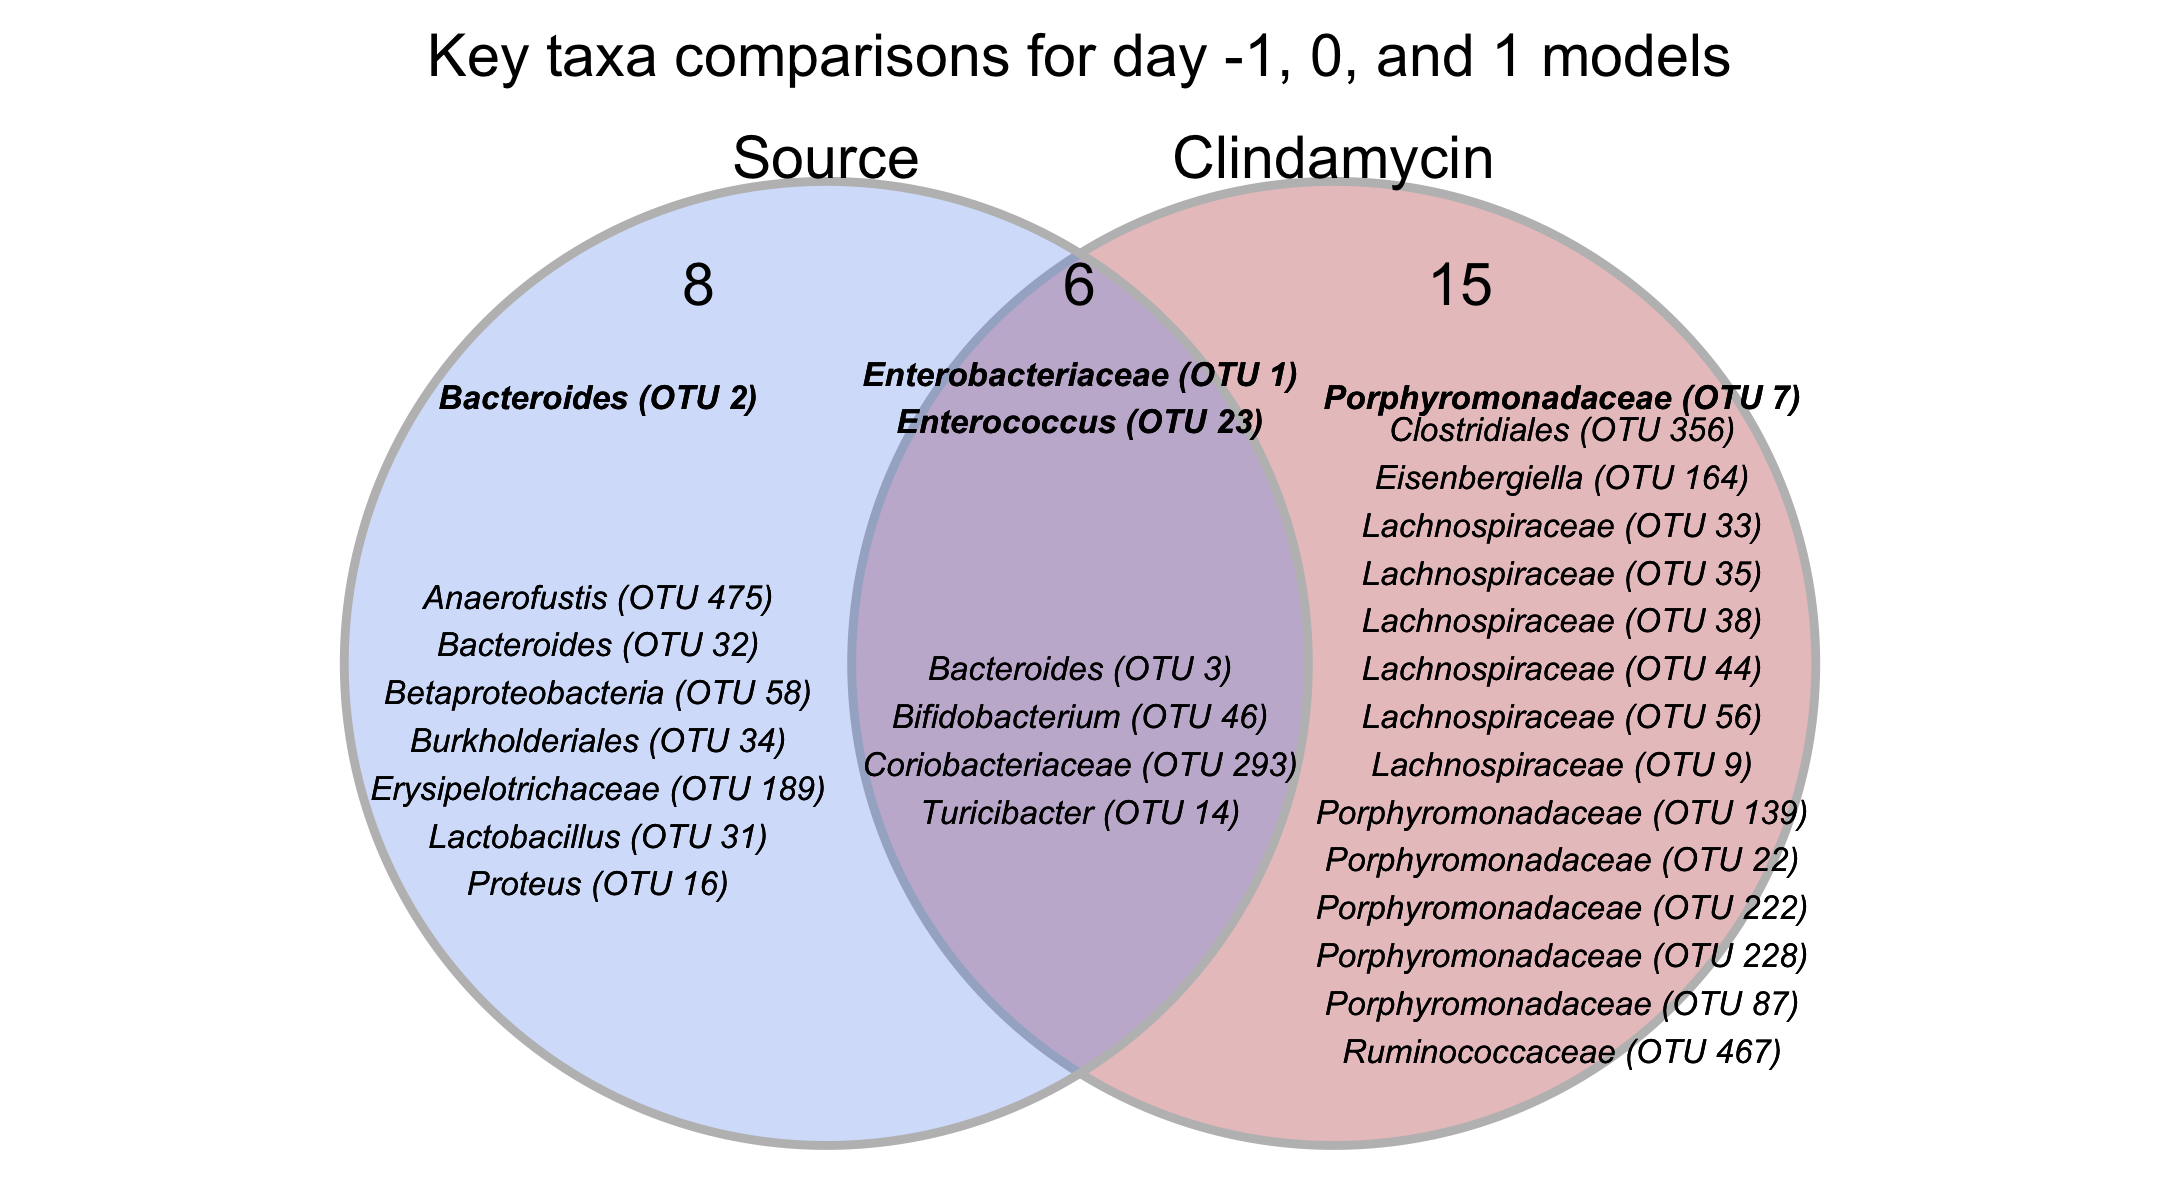 Key taxa comparisons for day -1, 0, and 1 models
Source
Clindamycin
8
6
15
Bacteroides (OTU 2)
Anaerofustis (OTU 475)
Bacteroides (OTU 32)
Betaproteobacteria (OTU 58)
Burkholderiales (OTU 34)
Erysipelotrichaceae (OTU 189)
Lactobacillus (OTU 31)
Proteus (OTU 16)
Enterobacteriaceae (OTU 1)
Enterococcus (OTU 23)
Bacteroides (OTU 3)
Bifidobacterium (OTU 46)
Coriobacteriaceae (OTU 293)
Turicibacter (OTU 14)
Porphyromonadaceae (OTU 7)
Clostridiales (OTU 356)
Eisenbergiella (OTU 164)
Lachnospiraceae (OTU 33)
Lachnospiraceae (OTU 35)
Lachnospiraceae (OTU 38)
Lachnospiraceae (OTU 44)
Lachnospiraceae (OTU 56)
Lachnospiraceae (OTU 9)
Porphyromonadaceae (OTU 139)
Porphyromonadaceae (OTU 22)
Porphyromonadaceae (OTU 222)
Porphyromonadaceae (OTU 228)
Porphyromonadaceae (OTU 87)
Ruminococcaceae (OTU 467)